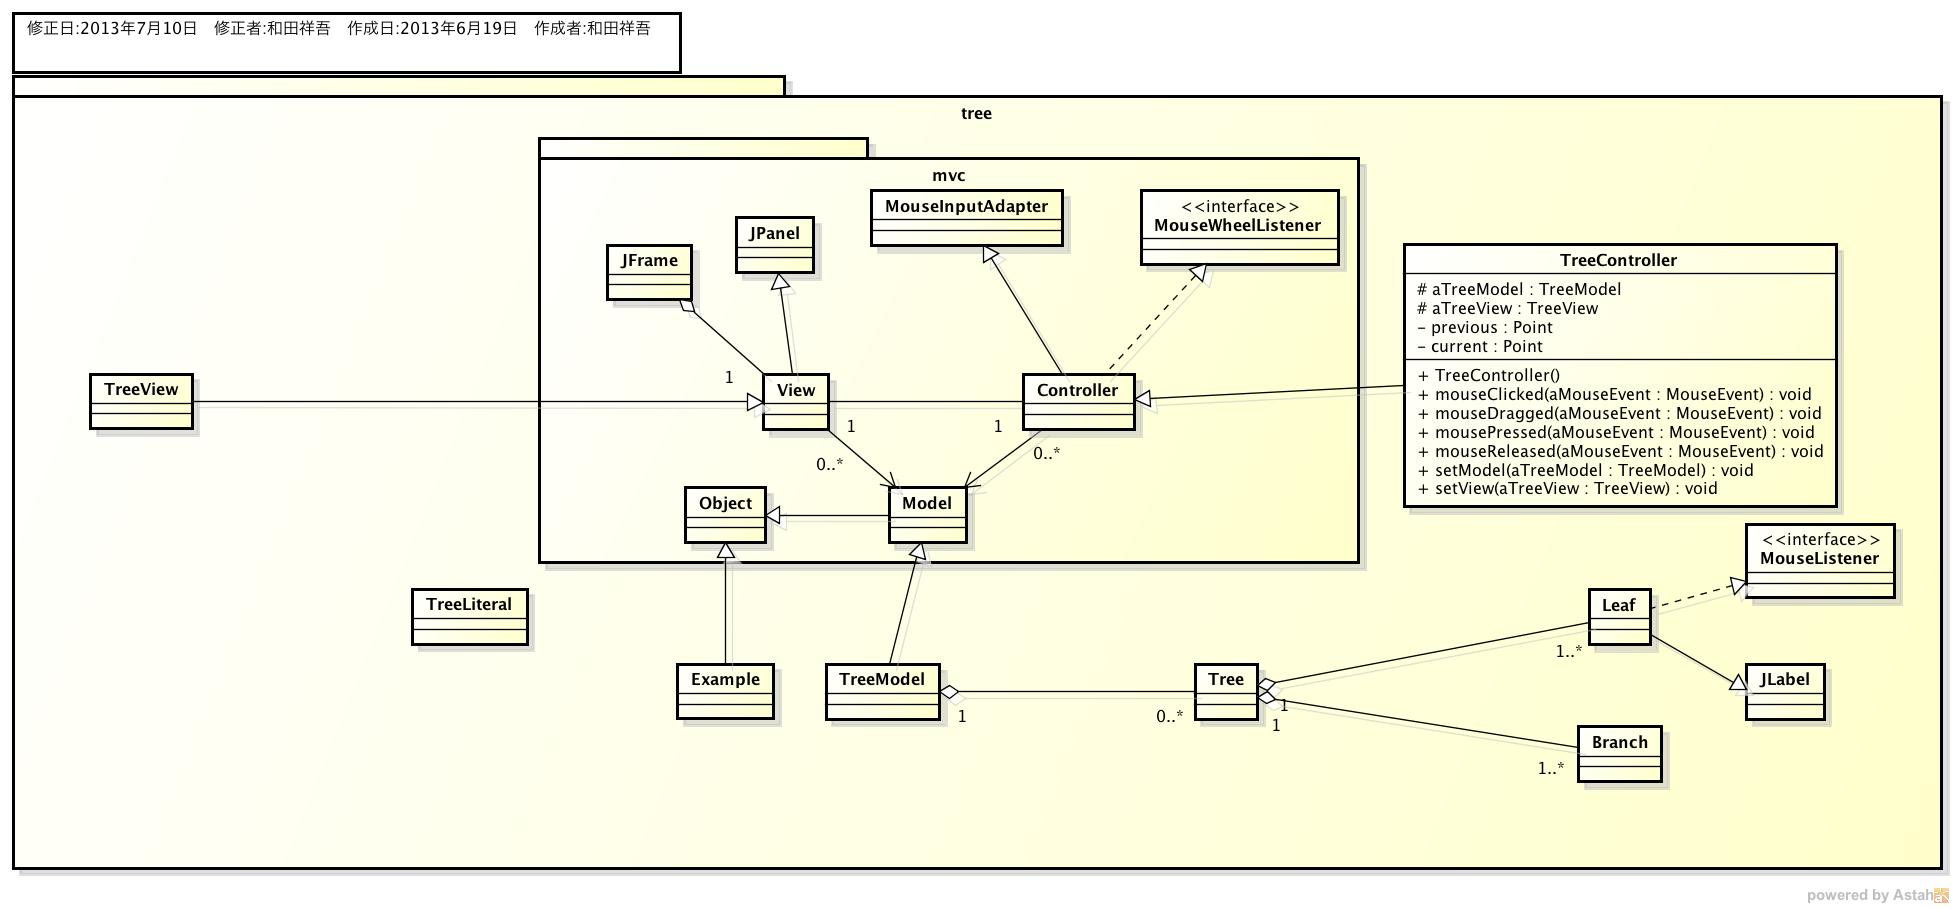 修正日:2013年7月10日　修正者:和田祥吾　作成日:2013年6月19日　作成者:和田祥吾
tree
mvc
MouseInputAdapter
<<interface>>
MouseWheelListener
JPanel
JFrame
TreeController
# aTreeModel : TreeModel
# aTreeView : TreeView
– previous : Point
– current : Point
+ TreeController()
+ mouseClicked(aMouseEvent : MouseEvent) : void
+ mouseDragged(aMouseEvent : MouseEvent) : void
+ mousePressed(aMouseEvent : MouseEvent) : void
+ mouseReleased(aMouseEvent : MouseEvent) : void
+ setModel(aTreeModel : TreeModel) : void
+ setView(aTreeView : TreeView) : void
TreeView
1
View
Controller
1
1
0..*
0..*
Object
Model
<<interface>>
MouseListener
TreeLiteral
Leaf
1..*
Example
TreeModel
Tree
JLabel
1
0..*
1
1
Branch
1..*
powered by Astah